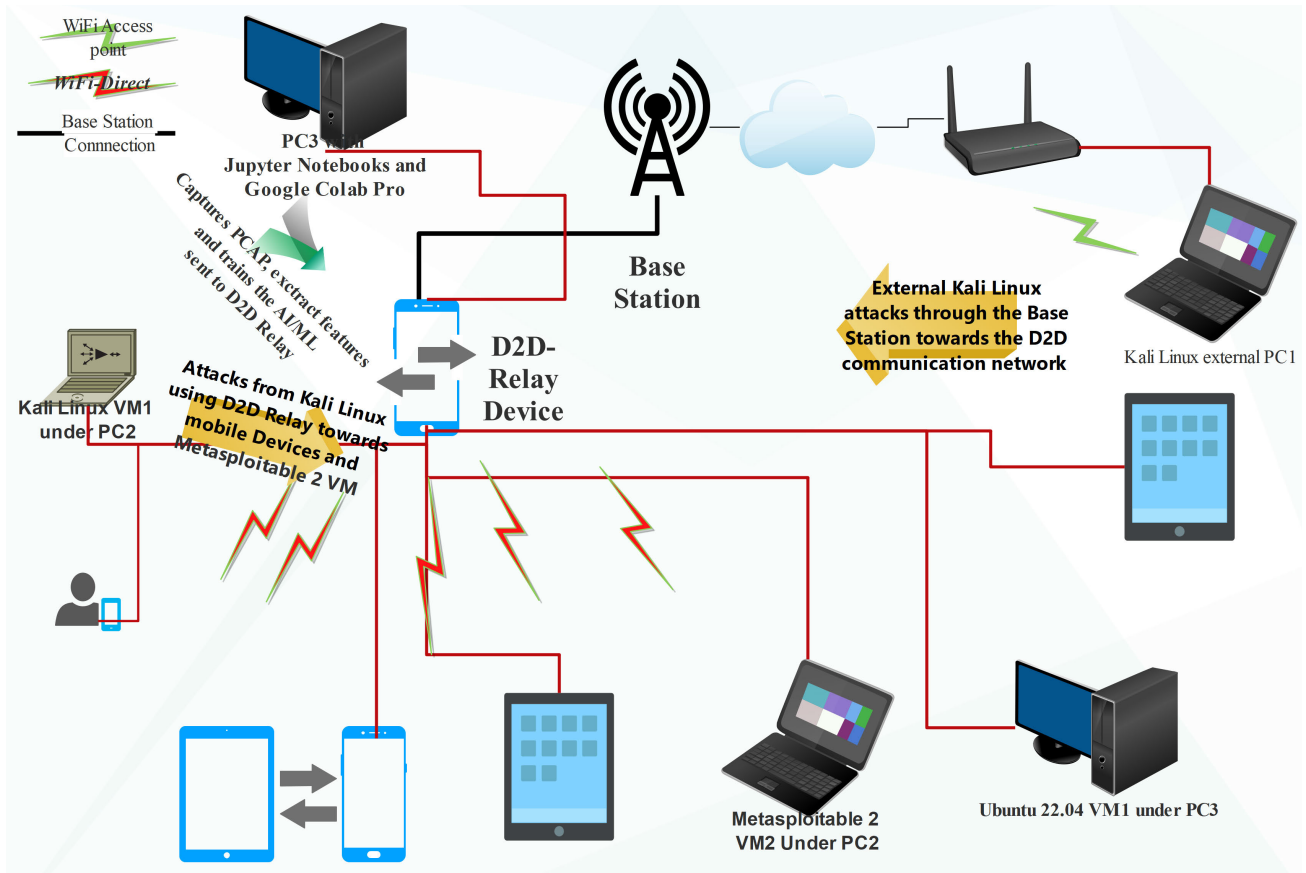 WiFi Access
point
WiFi-Direct
Base Station
Connnection
PC3 with
Jupyter Notebooks and
Google Colab Pro
Captures PCAP, exctract features
and trains the AI/ML
sent to D2D Relay
Base
Station
External Kali Linux
attacks through the Base
Station towards the D2D
communication network
Kali Linux external PC1
D2D-
Relay
Device
Kali Linux VM1
under PC2
Attacks from Kali Linux
using D2D Relay towards
mobile Devices and
Metasploitable 2 VM
Metasploitable 2
VM2 Under PC2
Ubuntu 22.04 VM1 under PC3